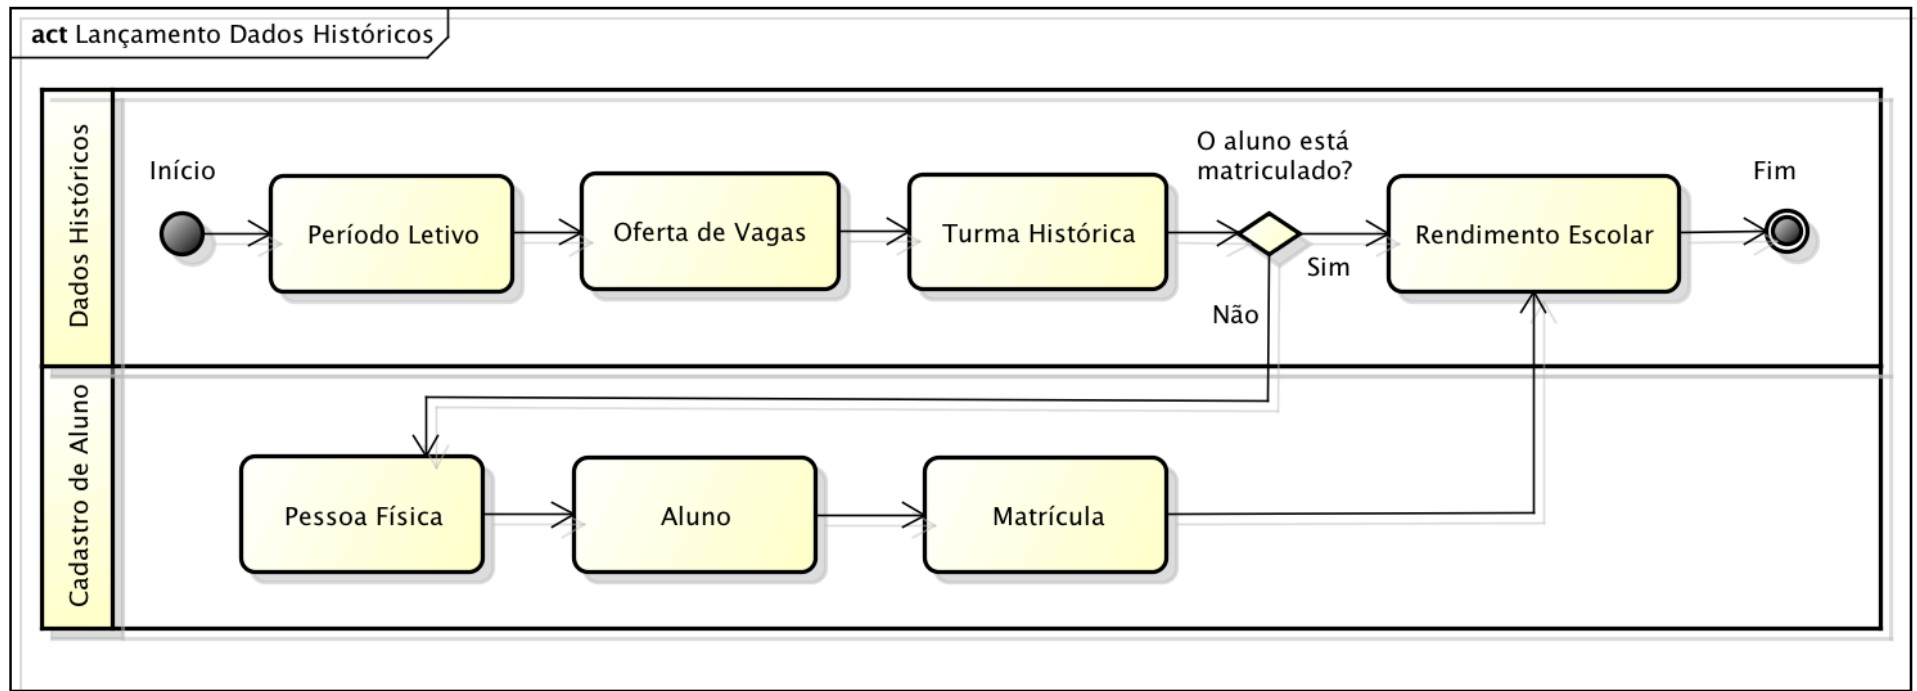 act Lançamento Dados Históricos
Dados Históricos
Início
Período Letivo
Oferta de Vagas
Turma Histórica
O aluno está
matriculado?
Sim
Não
Rendimento Escolar
Fim
Cadastro de Aluno
Pessoa Física
Aluno
Matrícula